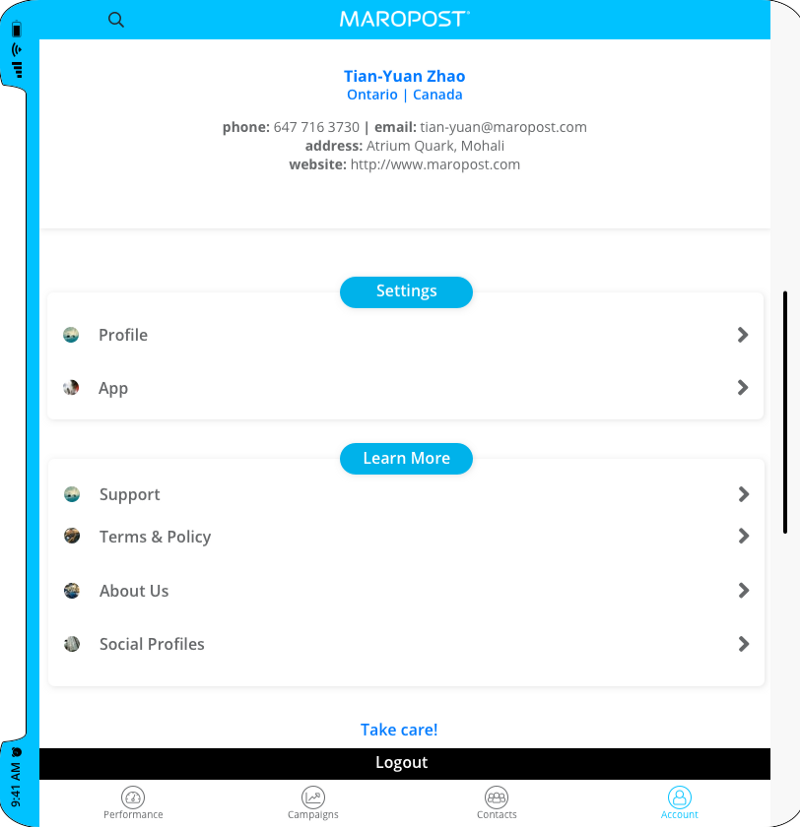 MAROPOST
Tian-Yuan Zhao
Ontario | Canada
phone: 647 716 3730 | email: tian-yuan@maropost.com
address: Atrium Quark, Mohali
website: http://www.maropost.com
Settings
Profile
App
Learn More
Support
Terms & Policy
About Us
Social Profiles
Take care!
Logout
Performance
Campaigns
Contacts
Account
9:41 AM